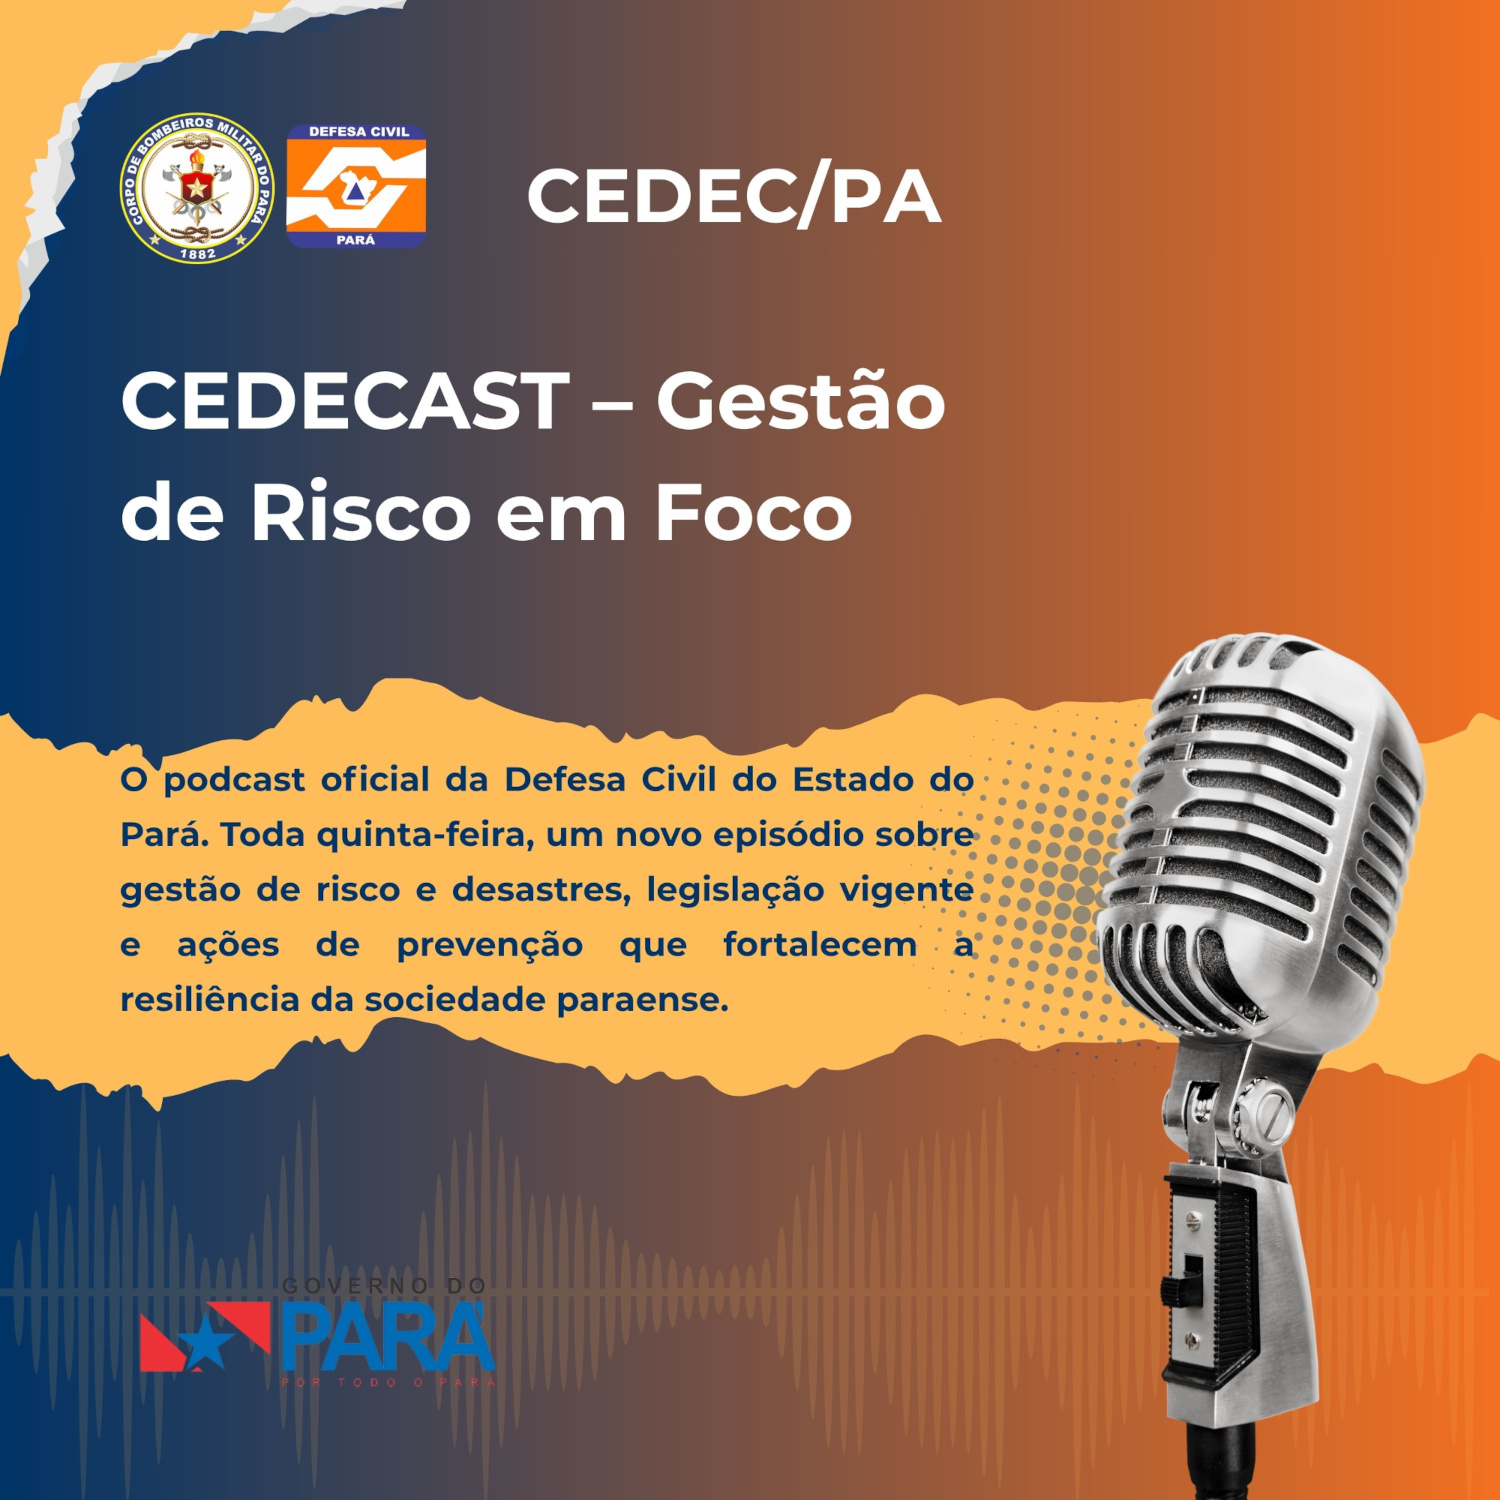 CORPO DE BOMBEIROS MILITAR DO PARÁ
1882
DEFESA CIVIL
PARÁ
CEDEC/PA
CEDECAST – Gestão
de Risco em Foco
O podcast oficial da Defesa Civil do Estado do
Pará. Toda quinta-feira, um novo episódio sobre
gestão de risco e desastres, legislação vigente
e ações de prevenção que fortalecem a
resiliência da sociedade paraense.
GOVERNO DO
PARÁ
POR TODO O PARÁ